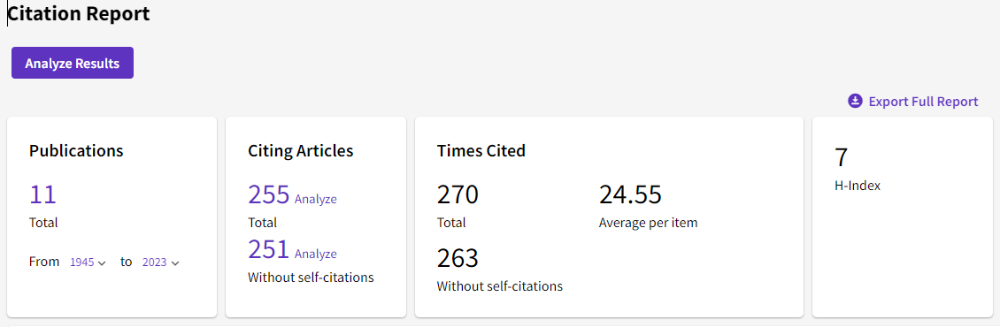 Citation Report
Analyze Results
Export Full Report
Publications
11
Total
From 1945 to 2023
Citing Articles
255 Analyze
Total
251 Analyze
Without self-citations
Times Cited
270
Total
24.55
Average per item
263
Without self-citations
7
H-Index